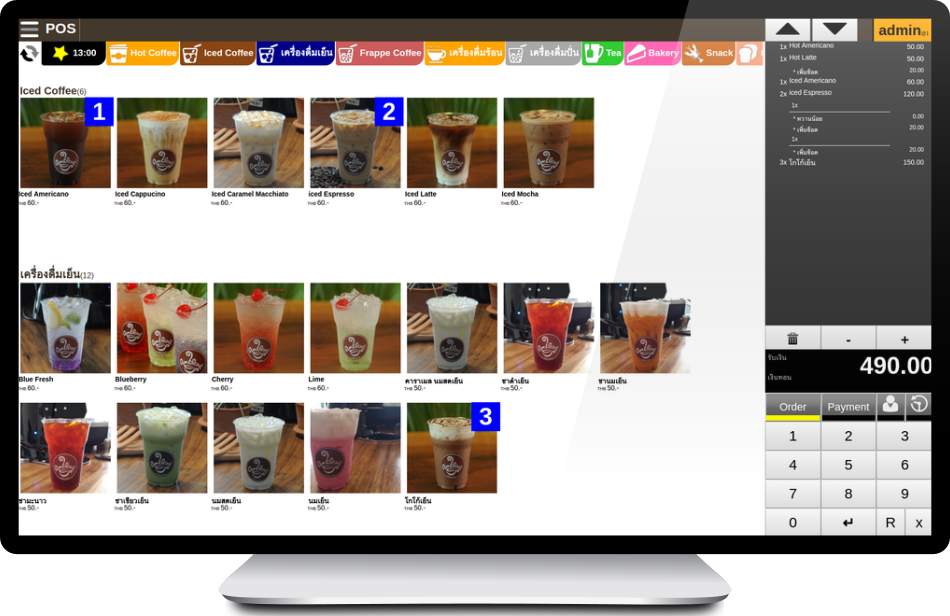 POS
admin@1
13:00
Hot Coffee
Iced Coffee
เครื่องดื่มเย็น
Frappe Coffee
เครื่องดื่มร้อน
เครื่องดื่มปั่น
Tea
Bakery
Snack
1x Hot Americano 50.00
1x Hot Latte 50.00
* เพิ่มช็อต 20.00
1x Iced Americano 60.00
2x iced Espresso 120.00
1x
* หวานน้อย 0.00
* เพิ่มช็อต 20.00
1x
* เพิ่มช็อต 20.00
3x โกโก้เย็น 150.00
Iced Coffee(6)
1
2
Iced Americano
THB 60.-
Iced Cappucino
THB 60.-
Iced Caramel Macchiato
THB 60.-
iced Espresso
THB 60.-
Iced Latte
THB 60.-
Iced Mocha
THB 60.-
เครื่องดื่มเย็น(12)
Blue Fresh
THB 60.-
Blueberry
THB 60.-
Cherry
THB 60.-
Lime
THB 60.-
คาราเมล นมสดเย็น
THB 50.-
ชาดำเย็น
THB 50.-
ชานมเย็น
THB 50.-
3
ชามะนาว
THB 50.-
ชาเขียวเย็น
THB 50.-
นมสดเย็น
THB 50.-
นมเย็น
THB 50.-
โกโก้เย็น
THB 50.-
- +
รับเงิน
490.00
เงินทอน
Order Payment
1 2 3
4 5 6
7 8 9
0 ↵ R x